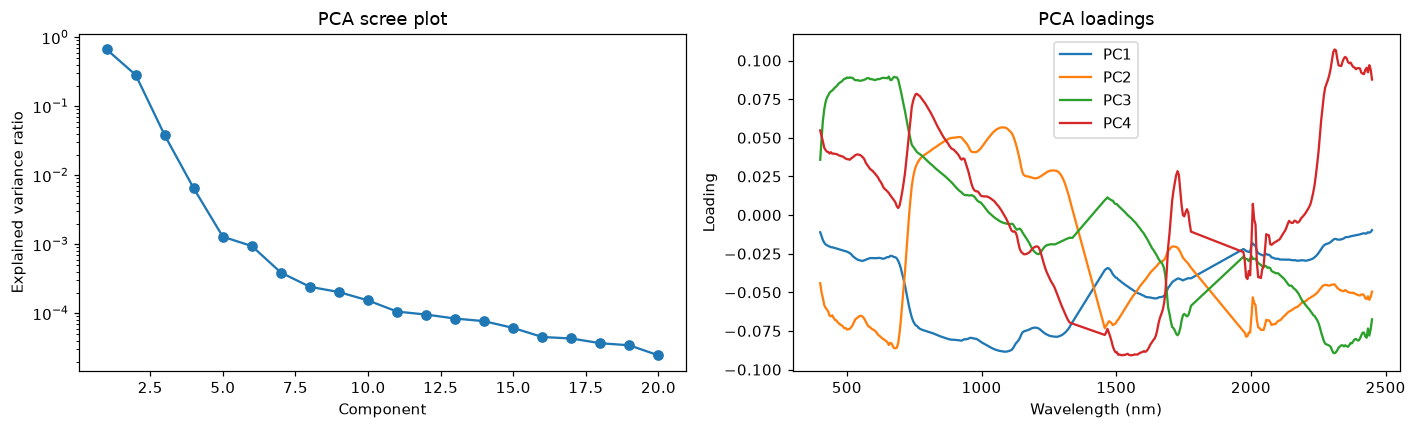 PCA scree plot
Explained variance ratio
10⁰
10⁻¹
10⁻²
10⁻³
10⁻⁴
2.5 5.0 7.5 10.0 12.5 15.0 17.5 20.0
Component
PCA loadings
Loading
0.100
0.075
0.050
0.025
0.000
−0.025
−0.050
−0.075
−0.100
PC1
PC2
PC3
PC4
500 1000 1500 2000 2500
Wavelength (nm)